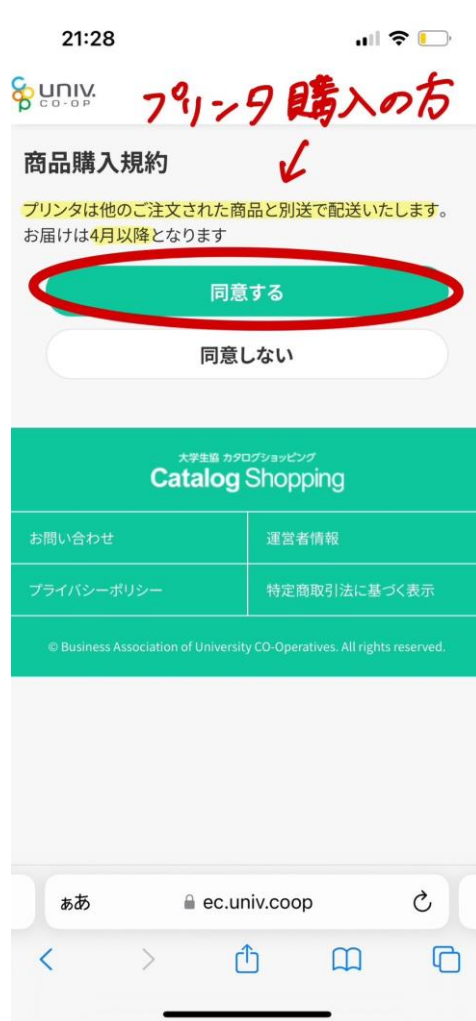 21:28
univ.
CO-OP
プリンタ購入の方
商品購入規約
プリンタは他のご注文された商品と別送で配送いたします。
お届けは4月以降となります
同意する
同意しない
大学生協 カタログショッピング
Catalog Shopping
お問い合わせ
運営者情報
プライバシーポリシー
特定商取引法に基づく表示
© Business Association of University CO-Operatives. All rights reserved.
ぁあ
ec.univ.coop